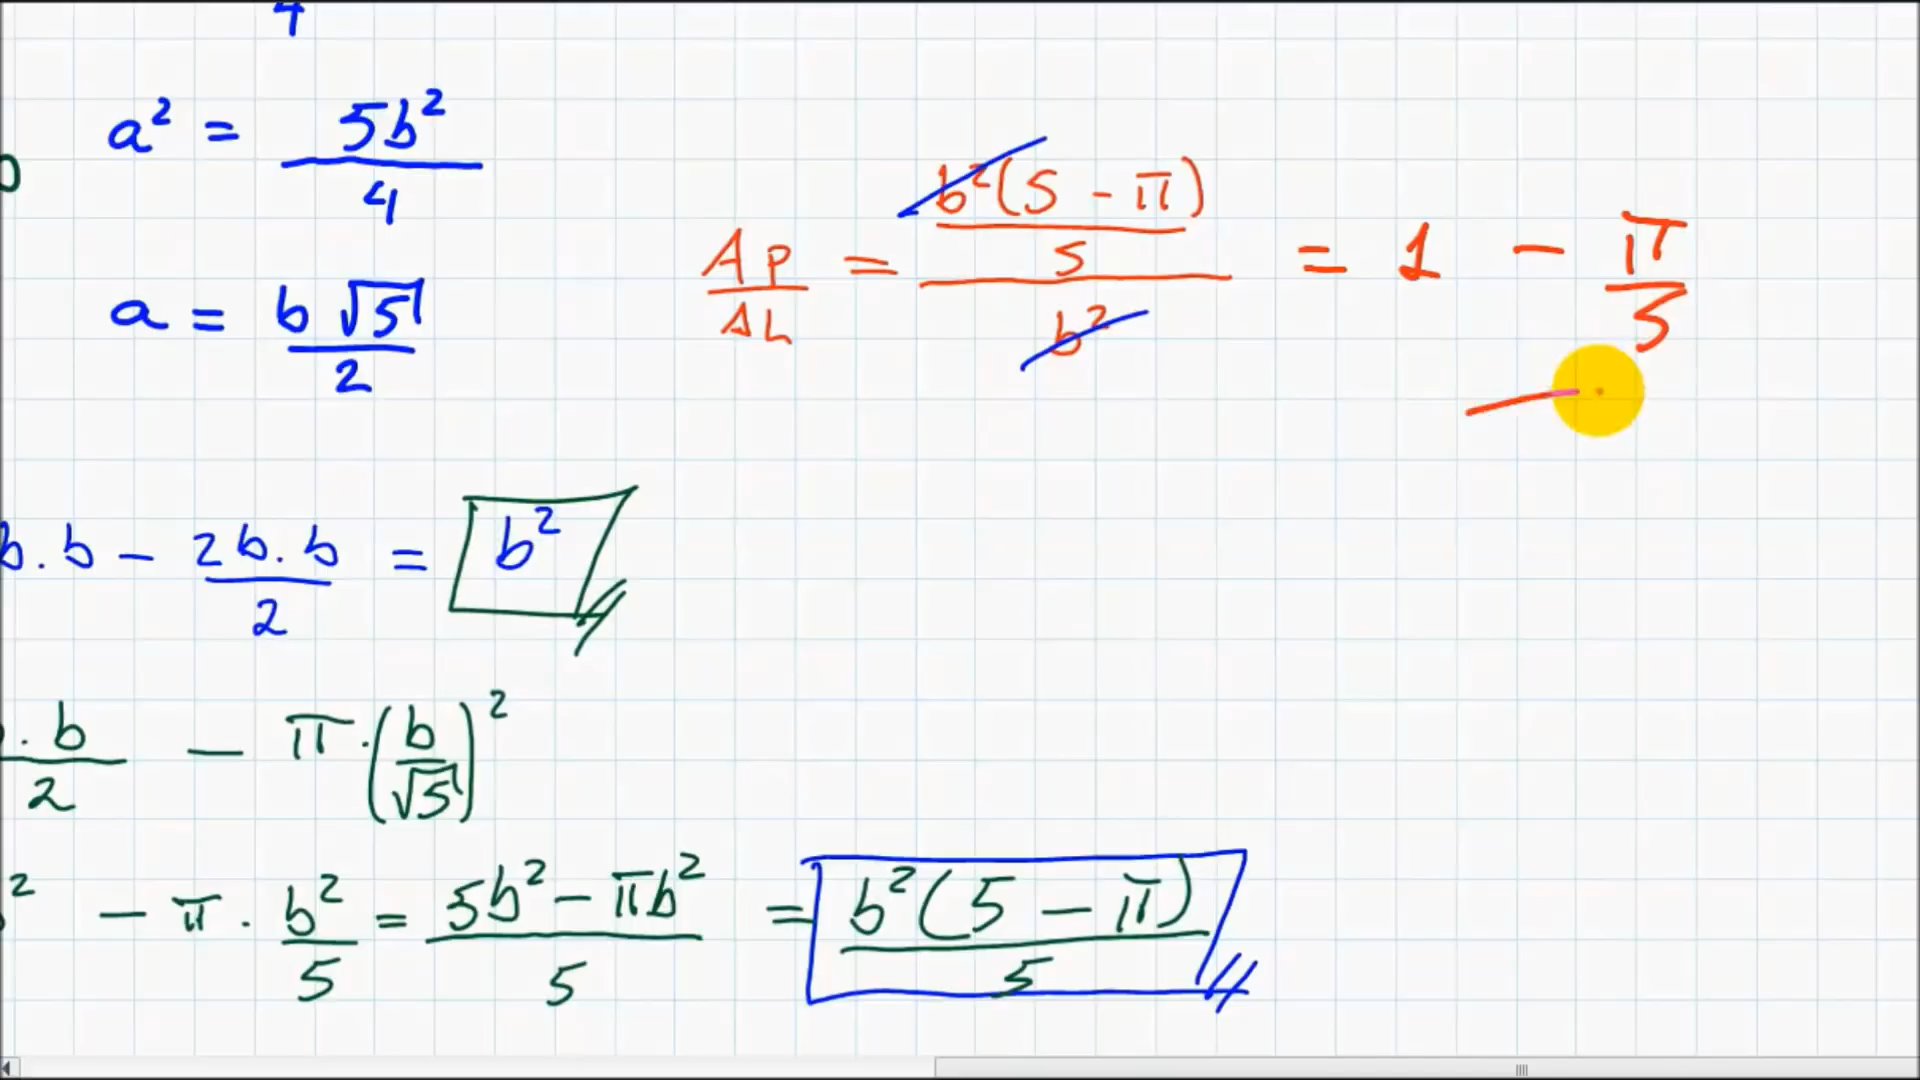 4
a² = 5b²/4
a = b√5/2
Ap/AL = (b²(5 - π)/5)/b² = 1 - π/5
b.b - 2b.b/2 = b²
. b/2 - π.(b/√5)²
² - π . b²/5 = 5b² - πb²/5 = b²(5 - π)/5